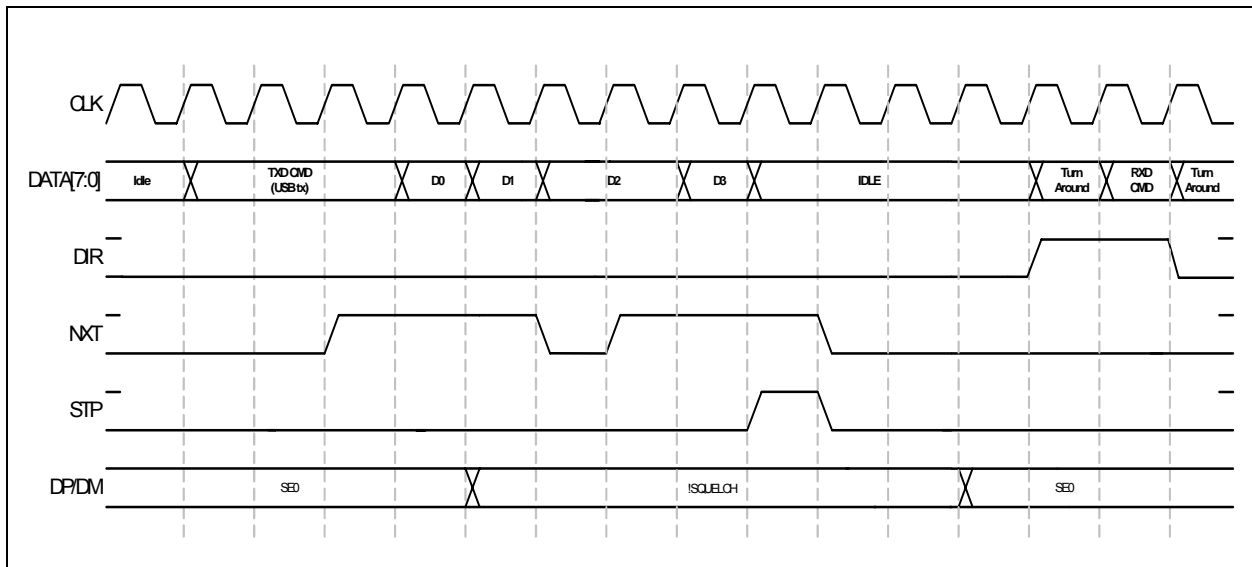 CLK
DATA[7:0]
Idle
TXD CMD
(USB tx)
D0
D1
D2
D3
IDLE
Turn
Around
RXD
CMD
Turn
Around
DIR
NXT
STP
DP/DM
SE0
!SQUELCH
SE0